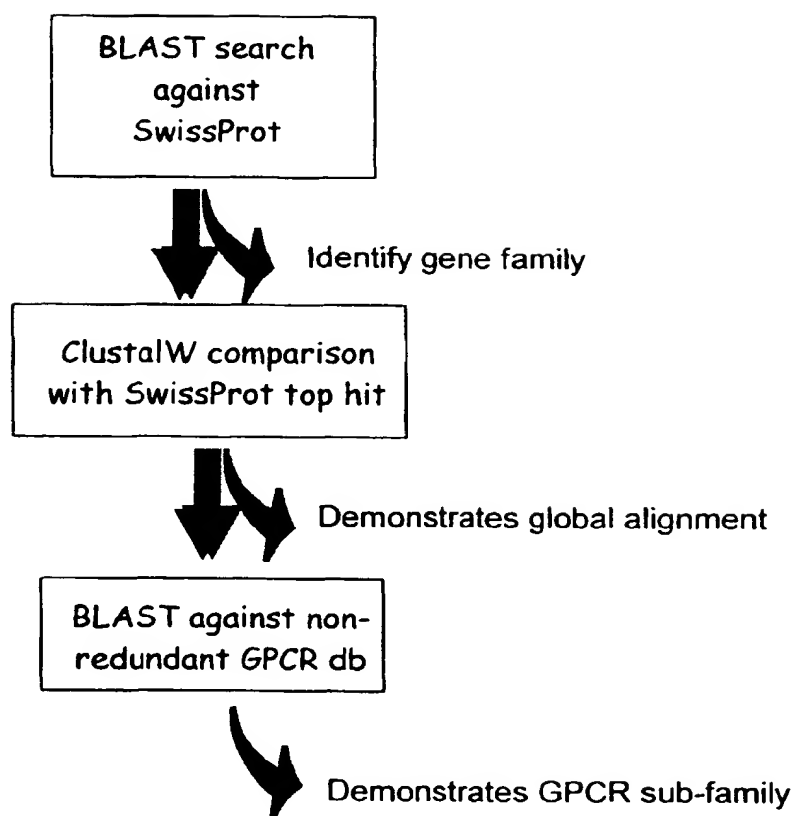 BLAST search
against
SwissProt
Identify gene family
ClustalW comparison
with SwissProt top hit
Demonstrates global alignment
BLAST against non-
redundant GPCR db
Demonstrates GPCR sub-family